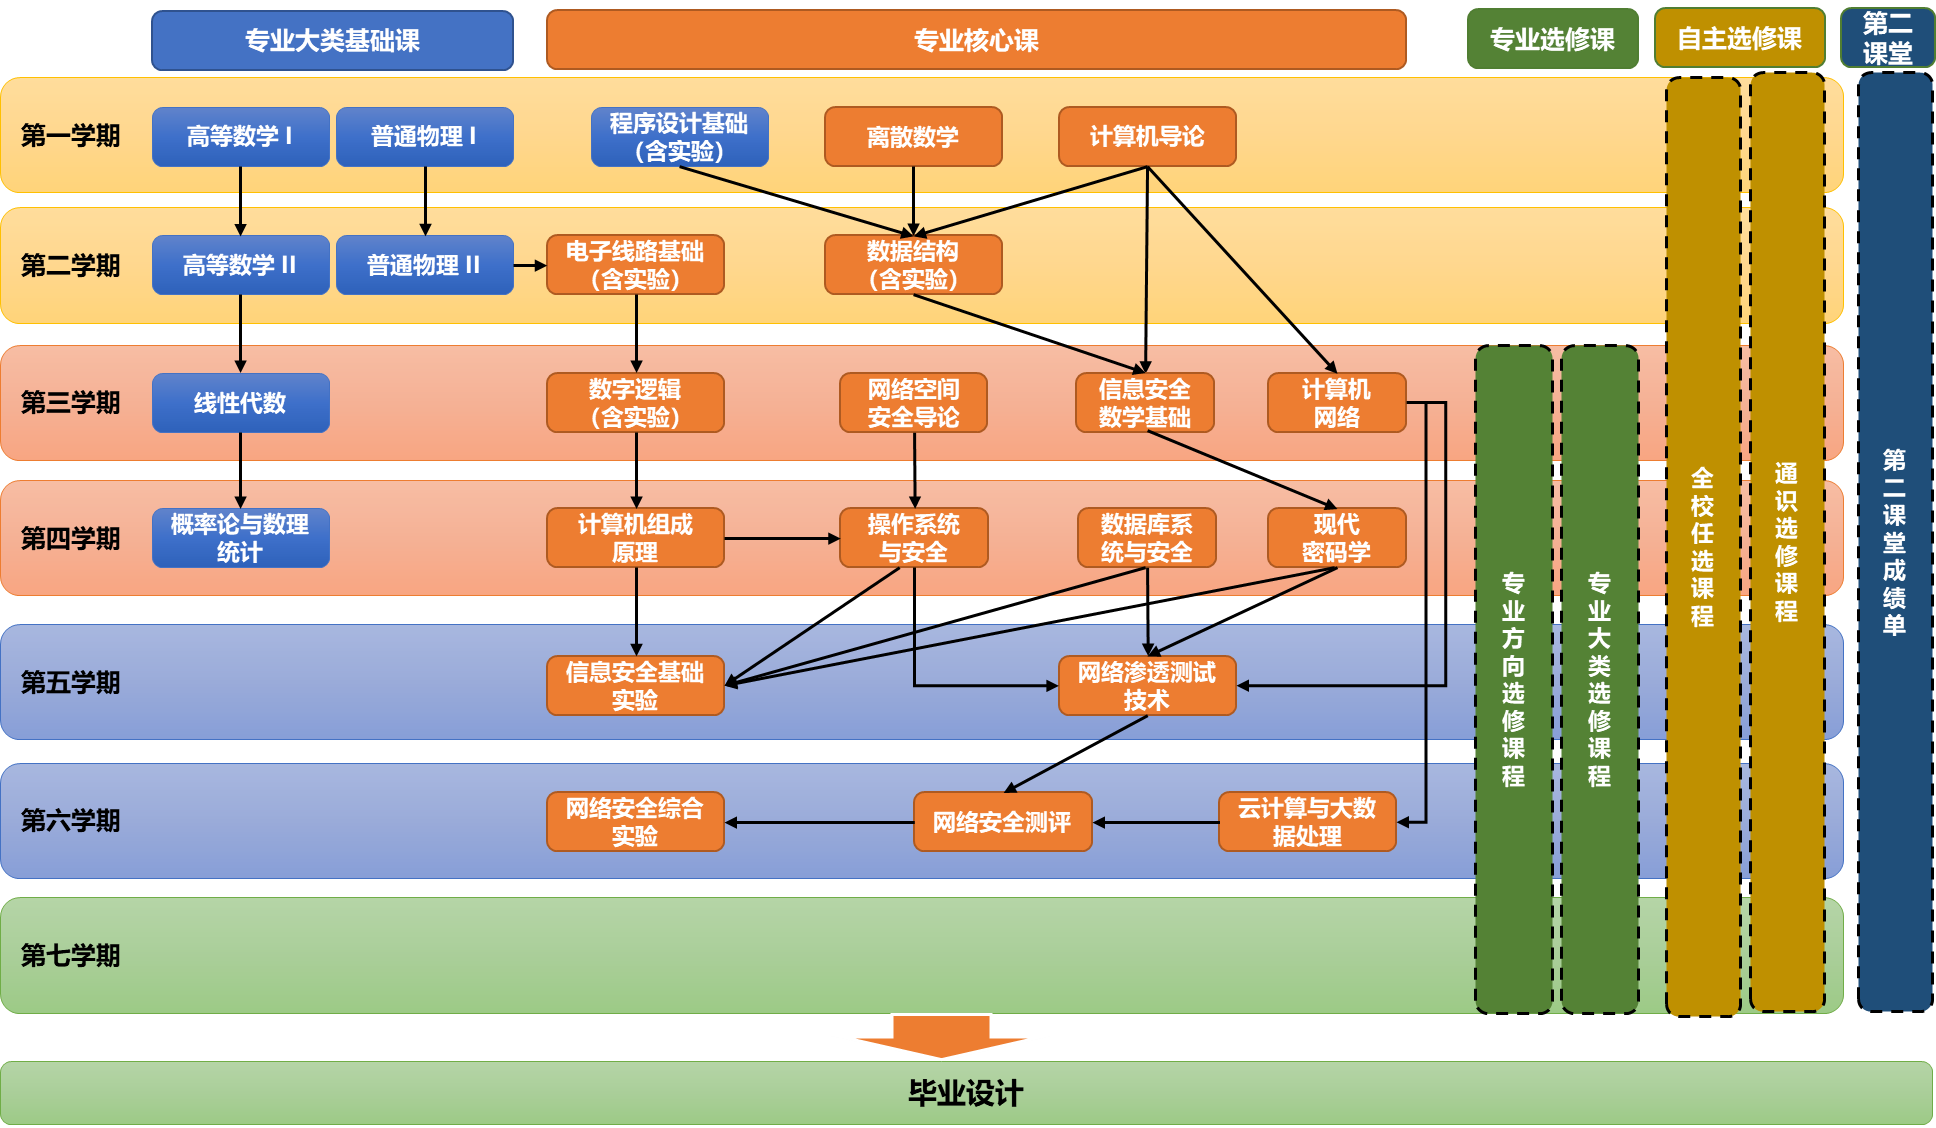 专业大类基础课
专业核心课
专业选修课
自主选修课
第二
课堂
第一学期
高等数学 I
普通物理 I
程序设计基础
（含实验）
离散数学
计算机导论
第二学期
高等数学 II
普通物理 II
电子线路基础
（含实验）
数据结构
（含实验）
第三学期
线性代数
数字逻辑
（含实验）
网络空间
安全导论
信息安全
数学基础
计算机
网络
第四学期
概率论与数理
统计
计算机组成
原理
操作系统
与安全
数据库系
统与安全
现代
密码学
第五学期
信息安全基础
实验
网络渗透测试
技术
第六学期
网络安全综合
实验
网络安全测评
云计算与大数
据处理
第七学期
专业方向选修课程
专业大类选修课程
全校任选课程
通识选修课程
第二课堂成绩单
毕业设计